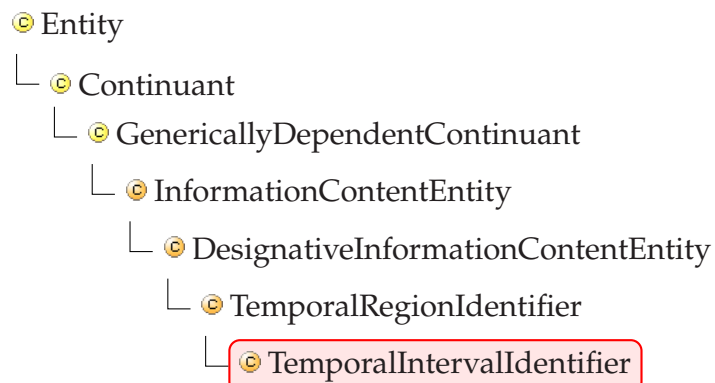 Entity
Continuant
GenericallyDependentContinuant
InformationContentEntity
DesignativeInformationContentEntity
TemporalRegionIdentifier
TemporalIntervalIdentifier